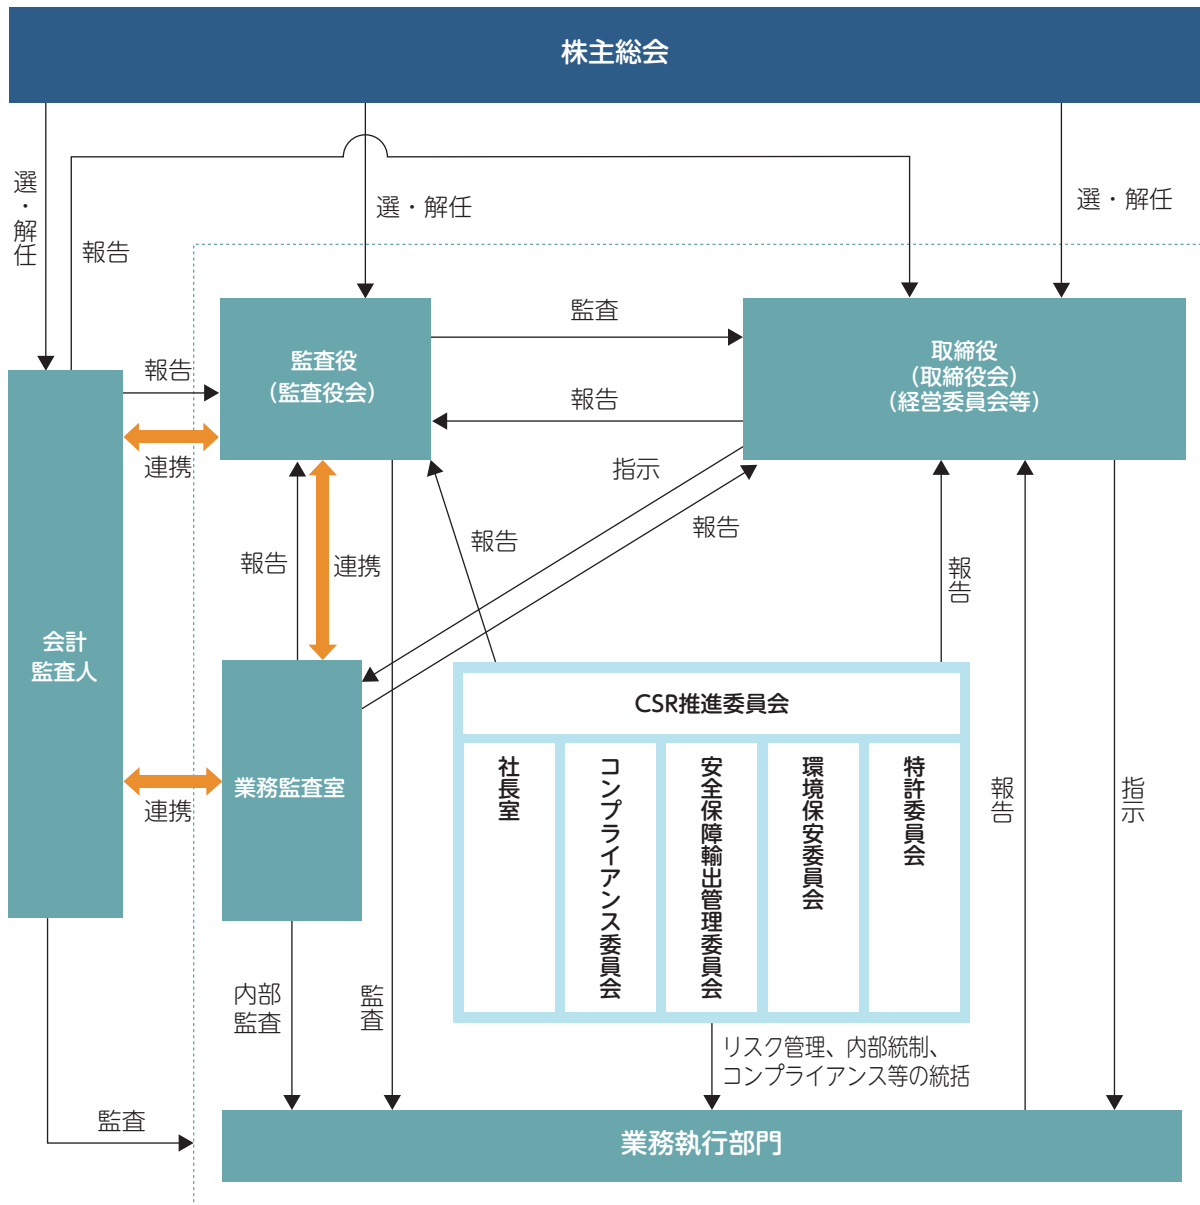 株主総会
選・解任
報告
選・解任
選・解任
監査役
（監査役会）
監査
報告
取締役
（取締役会）
（経営委員会等）
報告
連携
指示
報告
報告
報告
連携
報告
会計
監査人
業務監査室
連携
CSR推進委員会
社長室
コンプライアンス委員会
安全保障輸出管理委員会
環境保安委員会
特許委員会
報告
指示
内部
監査
監査
リスク管理、内部統制、
コンプライアンス等の統括
監査
業務執行部門